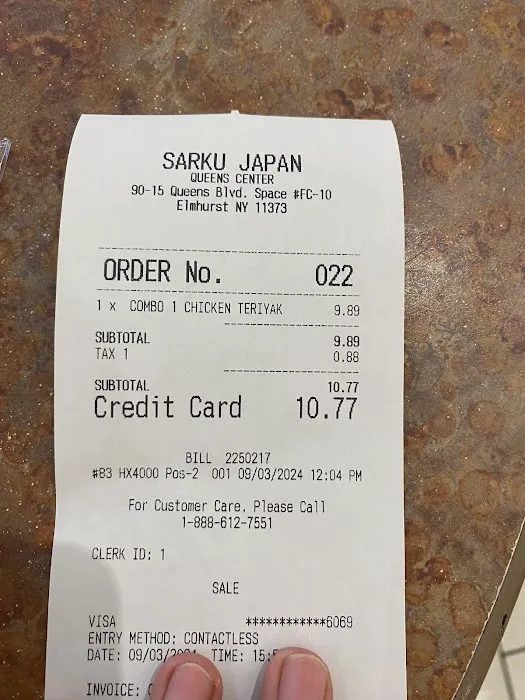 SARKU JAPAN
QUEENS CENTER
90-15 Queens Blvd. Space #FC-10
Elmhurst NY 11373
ORDER No. 022
1 x COMBO 1 CHICKEN TERIYAK 9.89
SUBTOTAL 9.89
TAX 1 0.88
SUBTOTAL 10.77
Credit Card 10.77
BILL 2250217
#83 HX4000 Pos-2 001 09/03/2024 12:04 PM
For Customer Care, Please Call
1-888-612-7551
CLERK ID: 1
SALE
VISA ************6069
ENTRY METHOD: CONTACTLESS
DATE: 09/03/2024 TIME:
INVOICE: